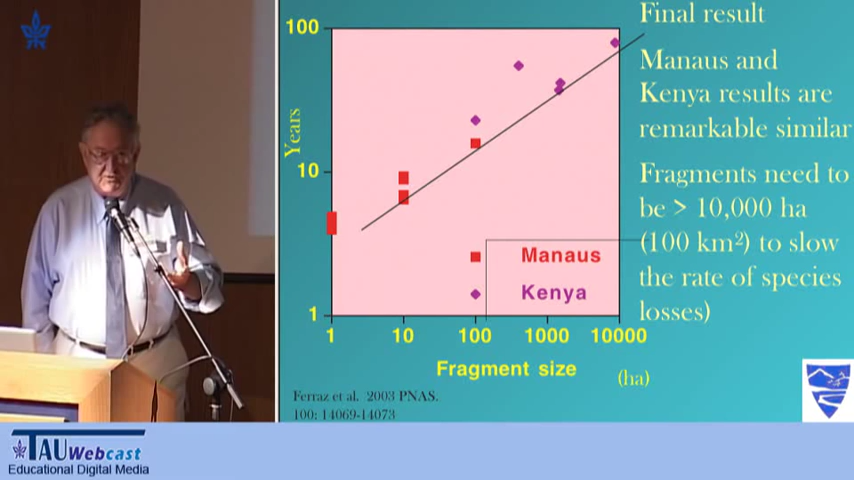 Final result
Manaus and
Kenya results are
remarkable similar
Fragments need to
be > 10,000 ha
(100 km²) to slow
the rate of species
losses)
100
10
1
Years
Manaus
Kenya
1 10 100 1000 10000
Fragment size
(ha)
Ferraz et al. 2003 PNAS.
100: 14069-14073
TAU Webcast
Educational Digital Media